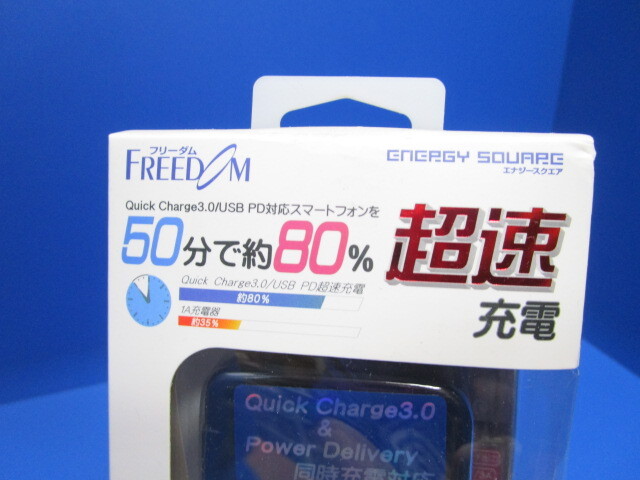 フリーダム
FREEDOM
ENERGY SQUARE
エナジースクエア
Quick Charge3.0/USB PD対応スマートフォンを
50分で約80%
超速
充電
Quick Charge3.0/USB PD超速充電
約80%
1A充電器
約35%
Quick Charge3.0
&
Power Delivery
同時充電対応